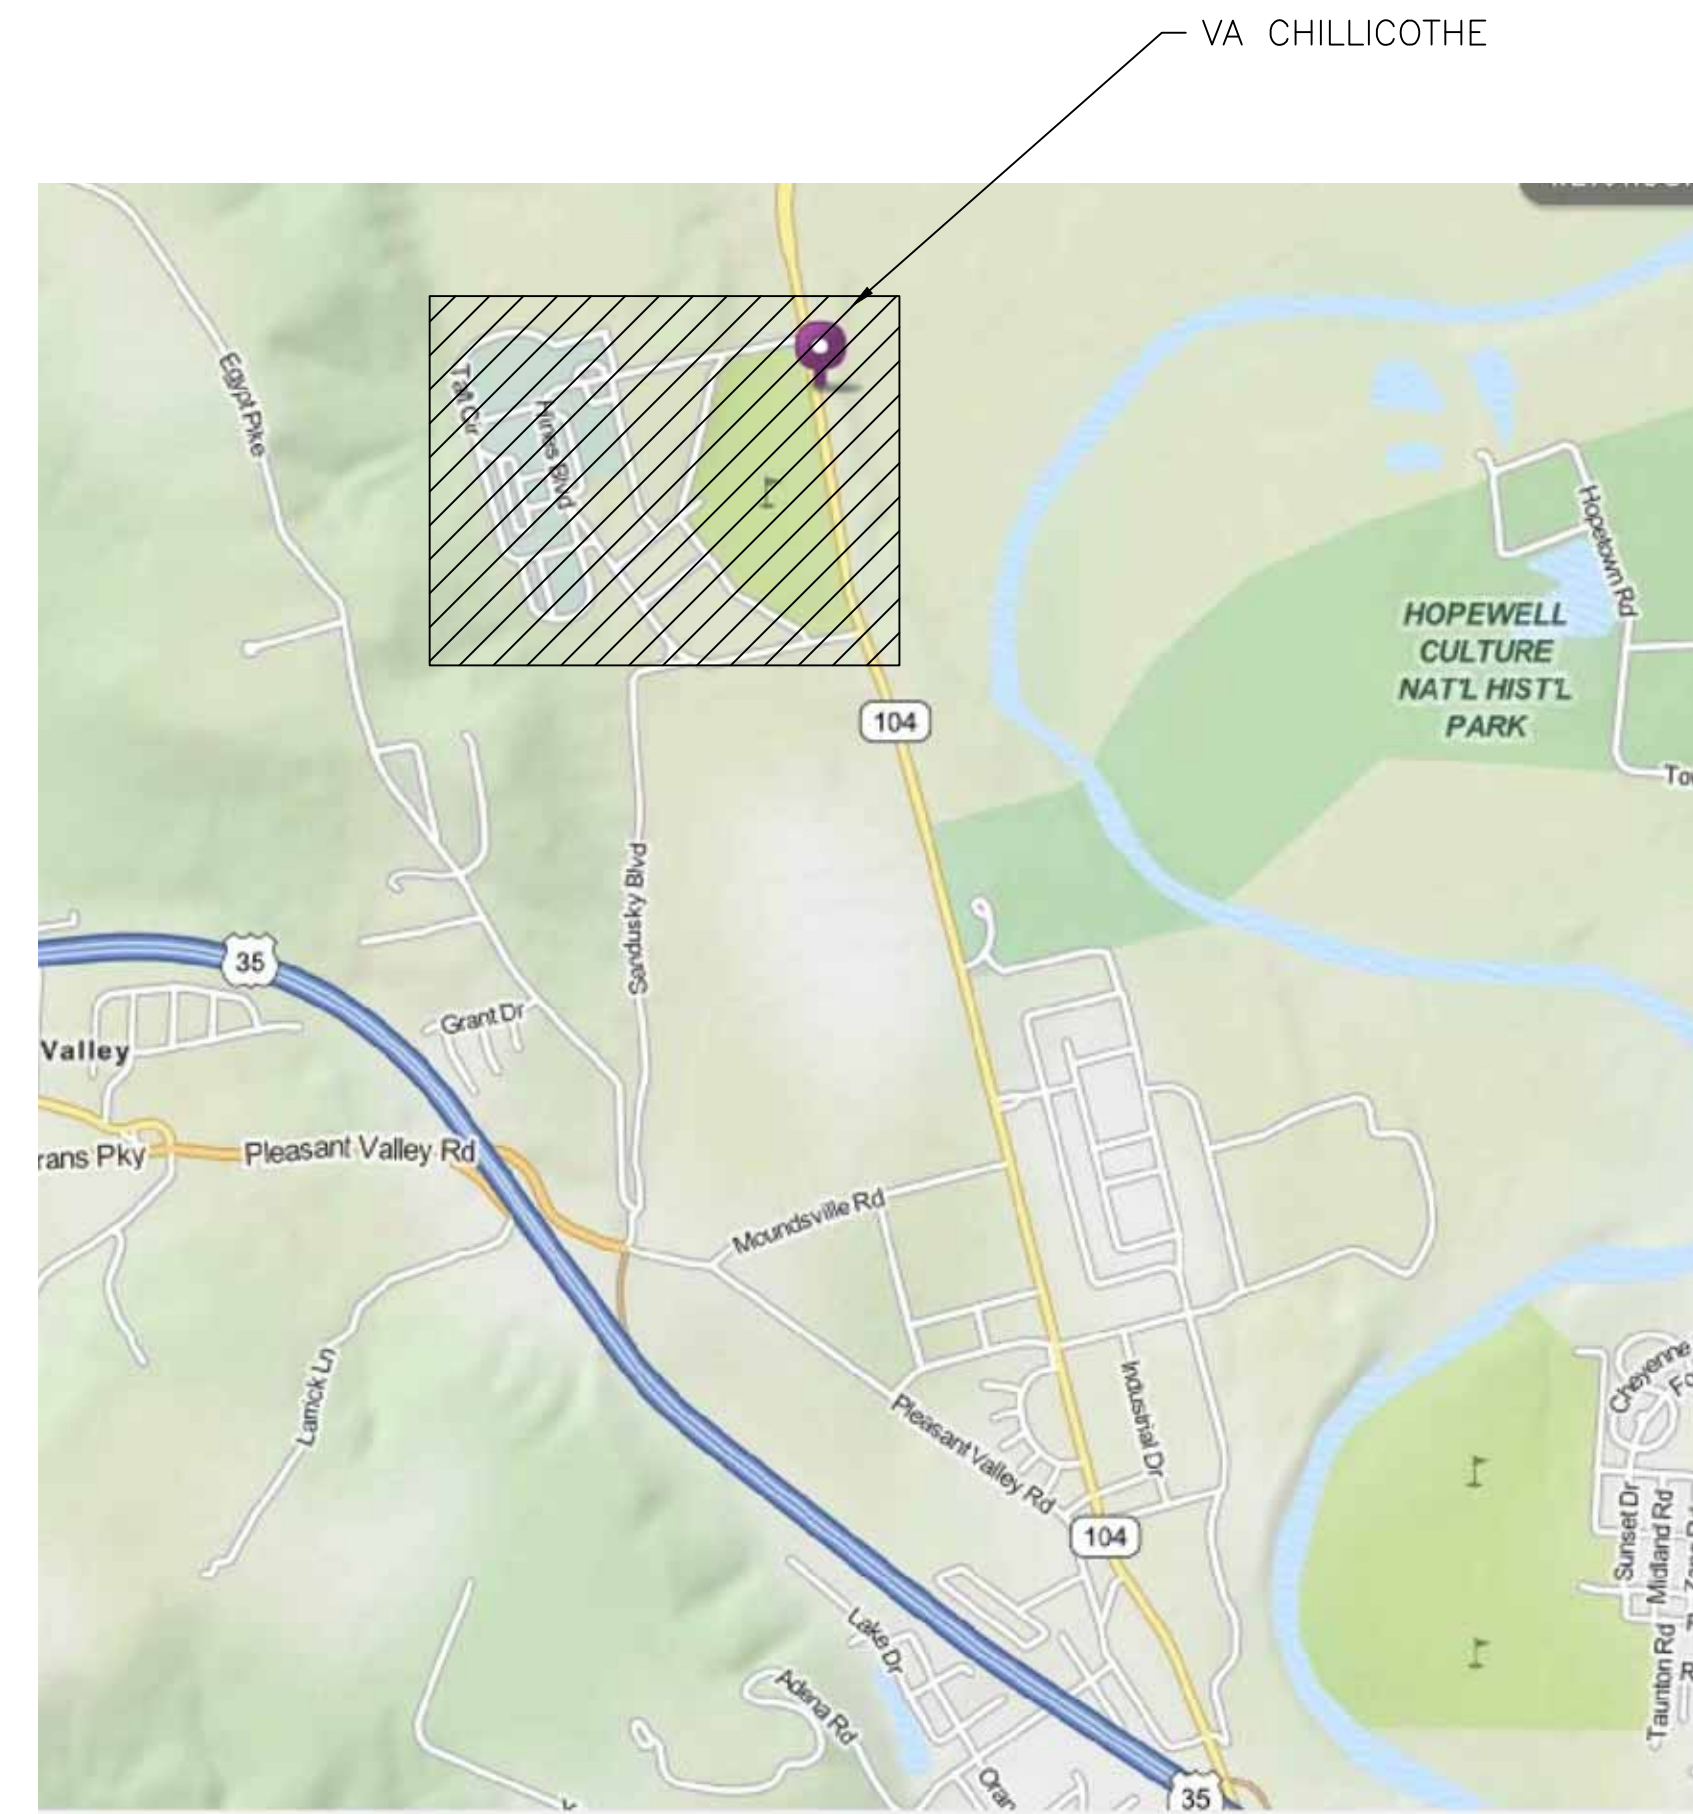 VA CHILLICOTHE
Egypt Pike
Taft Cir
Hines Blvd
Hopetown Rd
HOPEWELL
CULTURE
NAT'L HIST'L
PARK
104
Sandusky Blvd
35
Grant Dr
Valley
rans Pky
Pleasant Valley Rd
Moundsville Rd
Larrick Ln
Industrial Dr
Pleasant Valley Rd
104
Cheyenne
Sunset Dr
Midland Rd
Taunton Rd
Lake Dr
Adena Rd
Oran
35